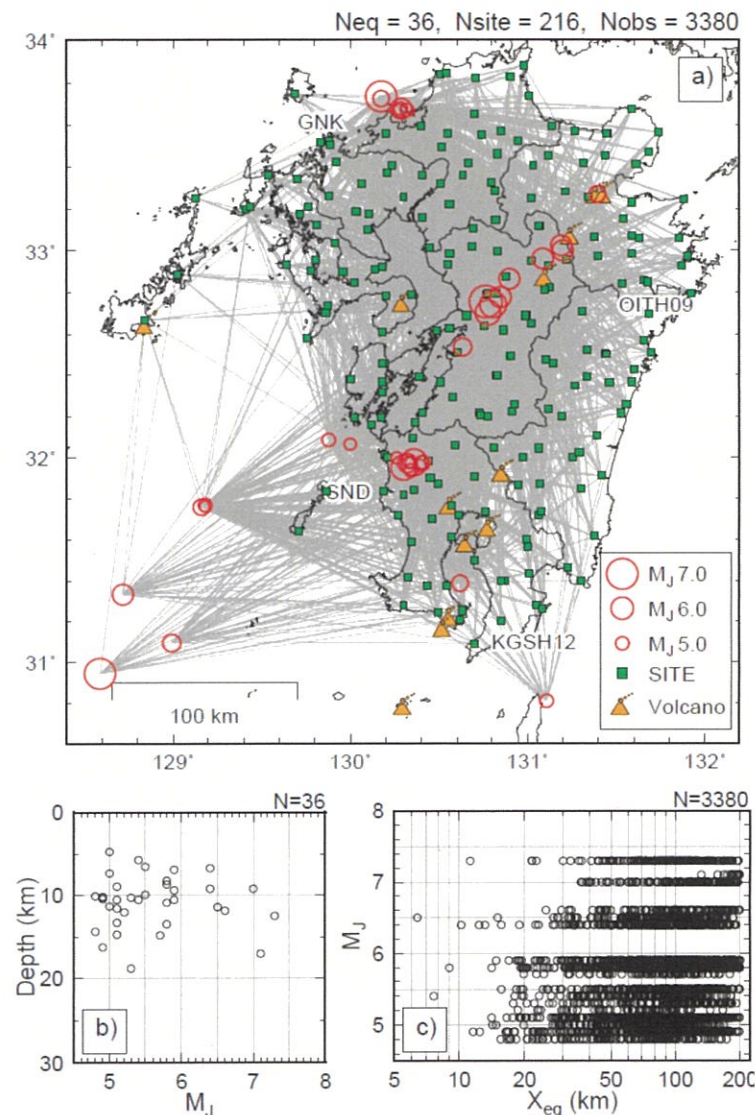 Neq = 36, Nsite = 216, Nobs = 3380
34°
a)
GNK
33°
OITH09
32°
SND
31°
KGSH12
100 km
MJ 7.0
MJ 6.0
MJ 5.0
SITE
Volcano
129° 130° 131° 132°
N=36
0
10
20
30
Depth (km)
b)
5 6 7 8
MJ
N=3380
8
7
6
5
MJ
c)
5 10 20 100 200
Xeq (km)